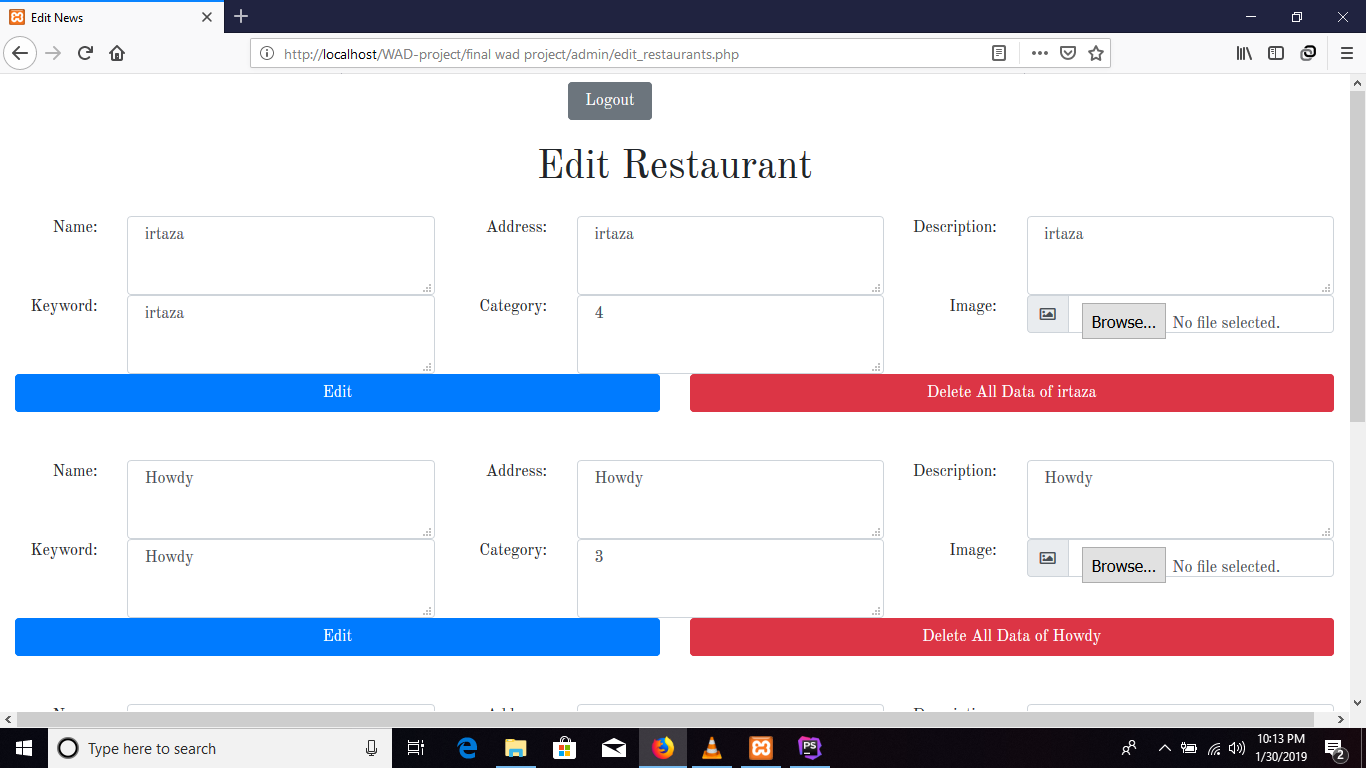 Edit News
http://localhost/WAD-project/final wad project/admin/edit_restaurants.php
Logout
Edit Restaurant
Name: irtaza Address: irtaza Description: irtaza
Keyword: irtaza Category: 4 Image: Browse... No file selected.
Edit Delete All Data of irtaza
Name: Howdy Address: Howdy Description: Howdy
Keyword: Howdy Category: 3 Image: Browse... No file selected.
Edit Delete All Data of Howdy
Type here to search
PS
10:13 PM
1/30/2019
2